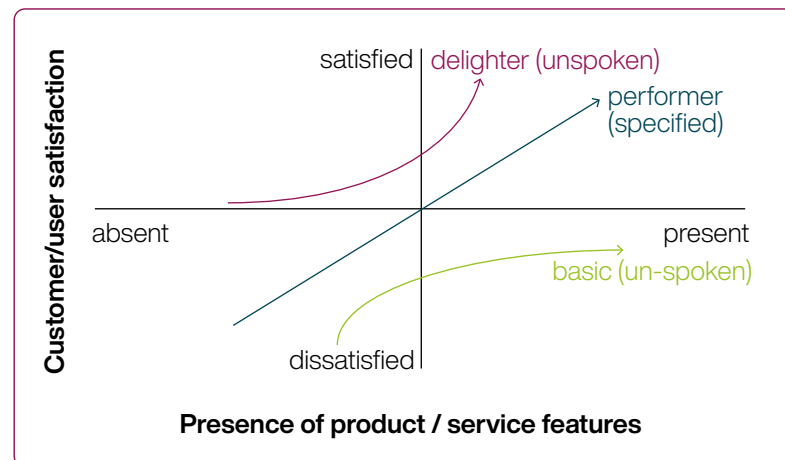 Customer/user satisfaction
satisfied
delighter (unspoken)
performer
(specified)
absent
present
basic (un-spoken)
dissatisfied
Presence of product / service features